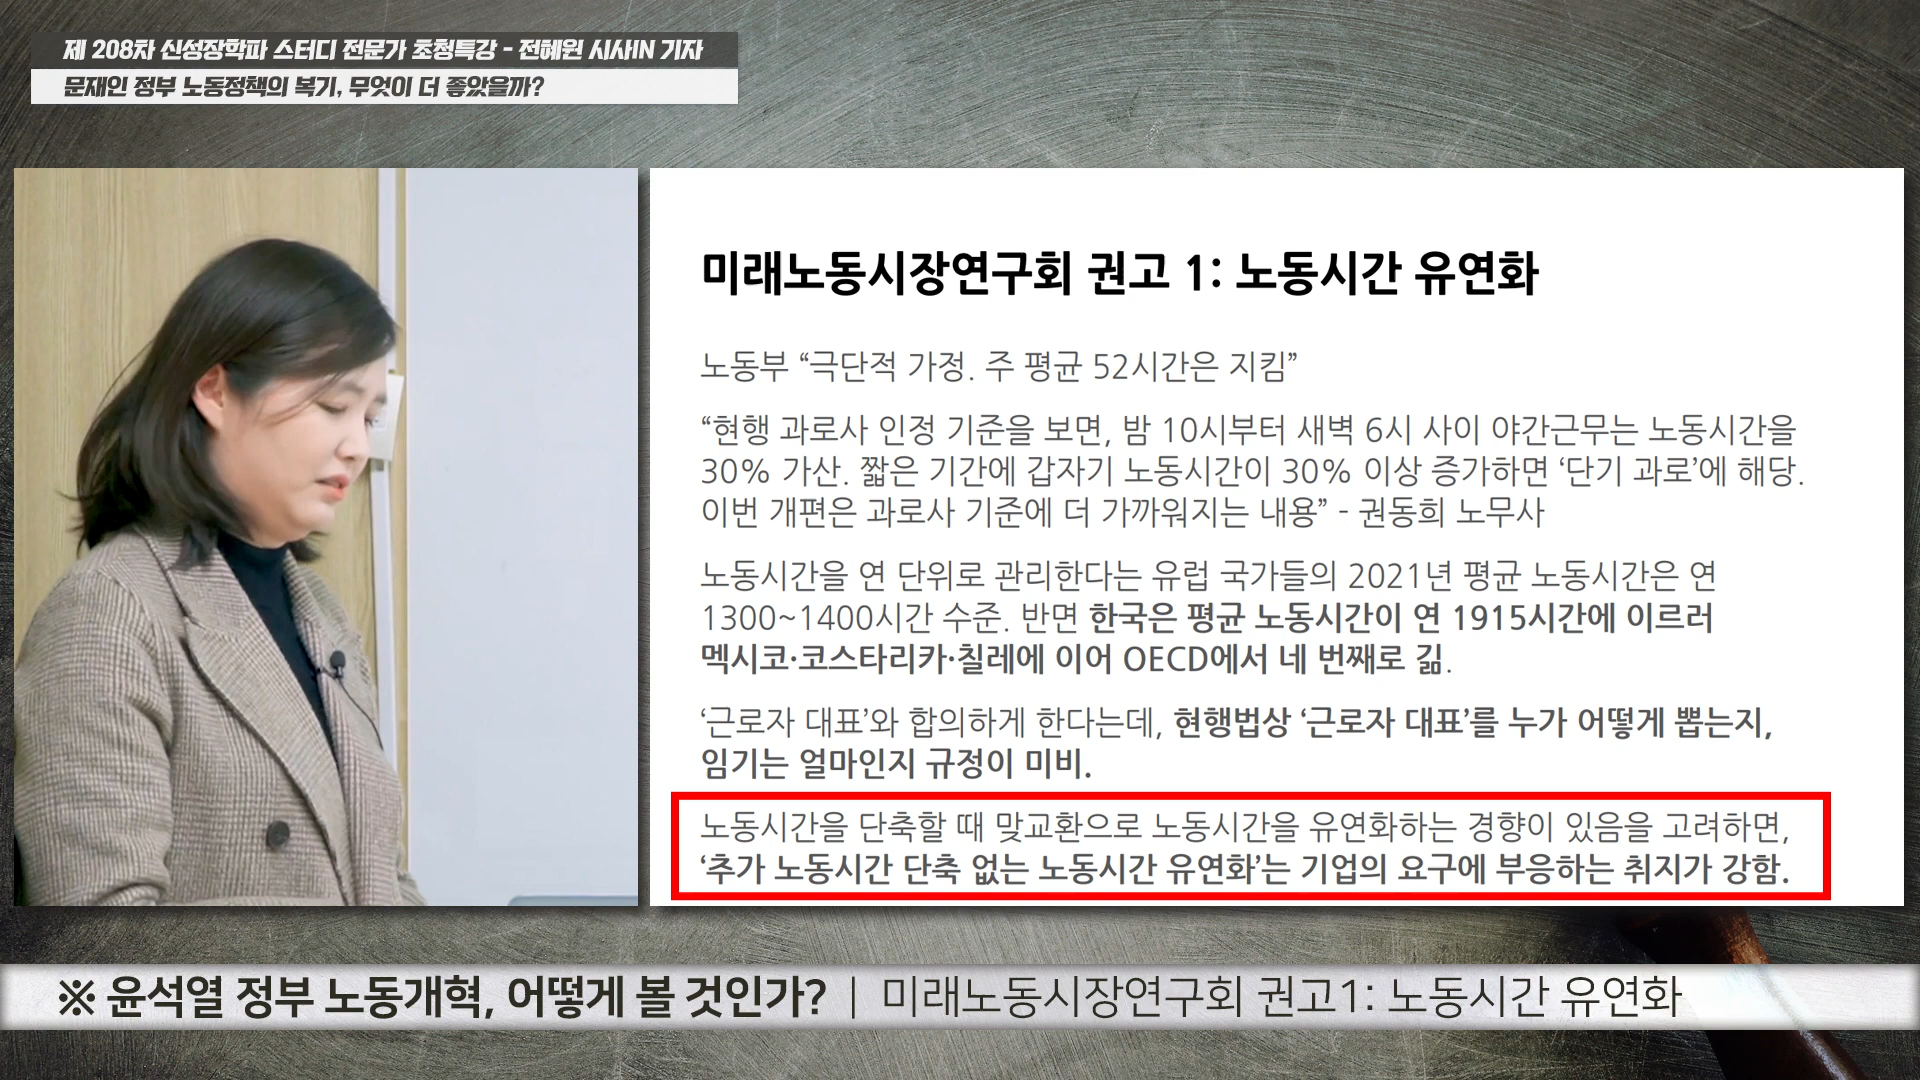 제 208차 신성장학파 스터디 전문가 초청특강 - 전혜원 시사IN 기자
문재인 정부 노동정책의 복기, 무엇이 더 좋았을까?
미래노동시장연구회 권고 1: 노동시간 유연화
노동부 “극단적 가정. 주 평균 52시간은 지킴”
“현행 과로사 인정 기준을 보면, 밤 10시부터 새벽 6시 사이 야간근무는 노동시간을
30% 가산. 짧은 기간에 갑자기 노동시간이 30% 이상 증가하면 ‘단기 과로’에 해당.
이번 개편은 과로사 기준에 더 가까워지는 내용” - 권동희 노무사
노동시간을 연 단위로 관리한다는 유럽 국가들의 2021년 평균 노동시간은 연
1300~1400시간 수준. 반면 한국은 평균 노동시간이 연 1915시간에 이르러
멕시코·코스타리카·칠레에 이어 OECD에서 네 번째로 긺.
‘근로자 대표’와 합의하게 한다는데, 현행법상 ‘근로자 대표’를 누가 어떻게 뽑는지,
임기는 얼마인지 규정이 미비.
노동시간을 단축할 때 맞교환으로 노동시간을 유연화하는 경향이 있음을 고려하면,
‘추가 노동시간 단축 없는 노동시간 유연화’는 기업의 요구에 부응하는 취지가 강함.
※ 윤석열 정부 노동개혁, 어떻게 볼 것인가? | 미래노동시장연구회 권고1: 노동시간 유연화